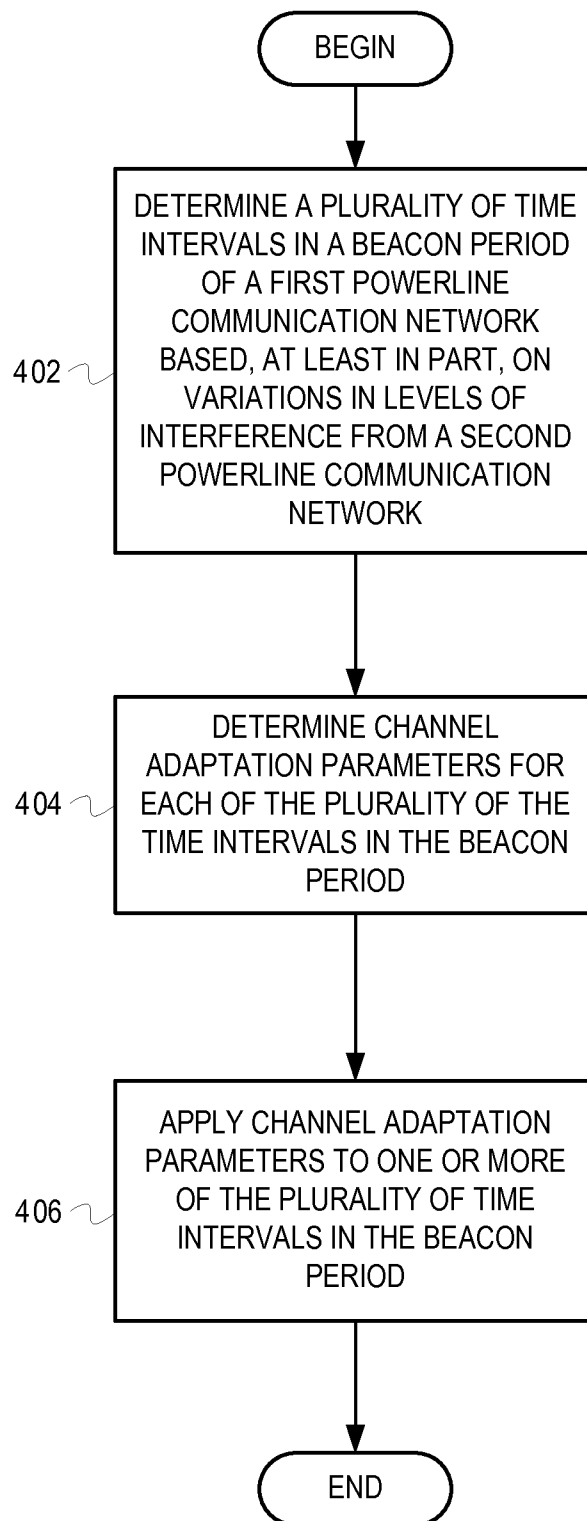 BEGIN
DETERMINE A PLURALITY OF TIME
INTERVALS IN A BEACON PERIOD
OF A FIRST POWERLINE
COMMUNICATION NETWORK
BASED, AT LEAST IN PART, ON
VARIATIONS IN LEVELS OF
INTERFERENCE FROM A SECOND
POWERLINE COMMUNICATION
NETWORK
402
DETERMINE CHANNEL
ADAPTATION PARAMETERS FOR
EACH OF THE PLURALITY OF THE
TIME INTERVALS IN THE BEACON
PERIOD
404
APPLY CHANNEL ADAPTATION
PARAMETERS TO ONE OR MORE
OF THE PLURALITY OF TIME
INTERVALS IN THE BEACON
PERIOD
406
END